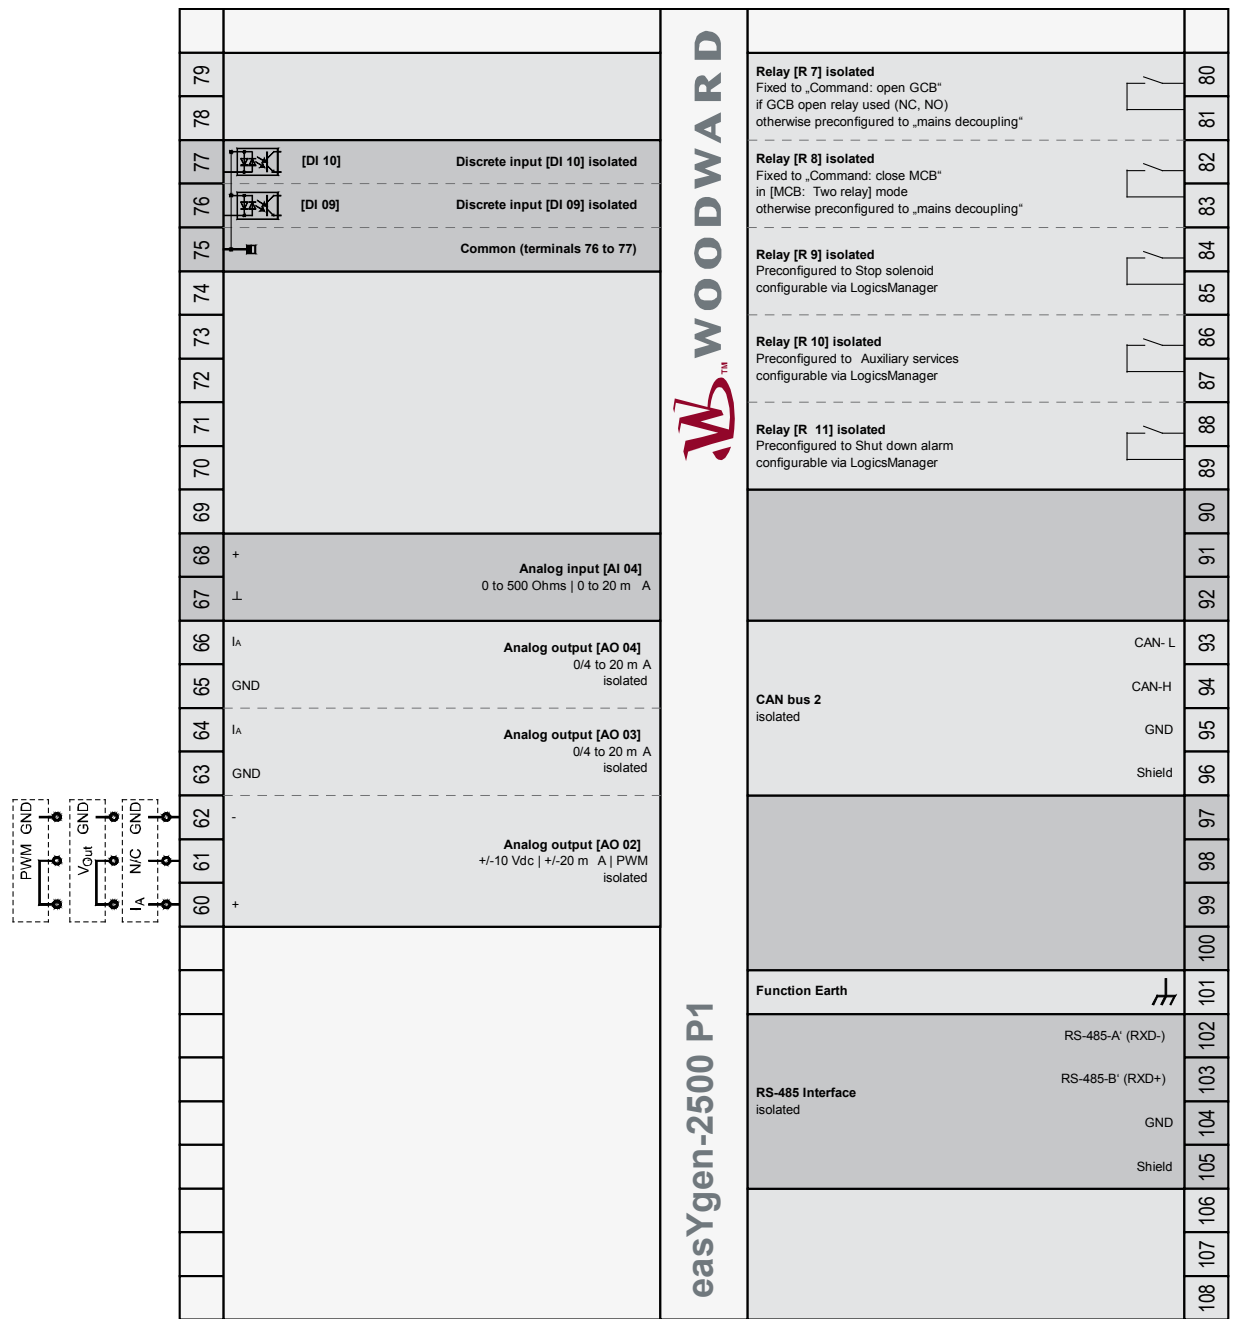 79
78
77
[DI 10]
Discrete input [DI 10] isolated
76
[DI 09]
Discrete input [DI 09] isolated
75
Common (terminals 76 to 77)
74
73
72
71
70
69
68
+
Analog input [AI 04]
0 to 500 Ohms | 0 to 20 m A
67
⊥
66
IA
Analog output [AO 04]
0/4 to 20 m A
isolated
65
GND
64
IA
Analog output [AO 03]
0/4 to 20 m A
isolated
63
GND
62
-
61
60
+
Analog output [AO 02]
+/-10 Vdc | +/-20 m A | PWM
isolated
PWM GND
VOut GND
IA N/C GND
WOODWARD
TM
easYgen-2500 P1
Relay [R 7] isolated
Fixed to „Command: open GCB“
if GCB open relay used (NC, NO)
otherwise preconfigured to „mains decoupling“
80
81
Relay [R 8] isolated
Fixed to „Command: close MCB“
in [MCB: Two relay] mode
otherwise preconfigured to „mains decoupling“
82
83
Relay [R 9] isolated
Preconfigured to Stop solenoid
configurable via LogicsManager
84
85
Relay [R 10] isolated
Preconfigured to Auxiliary services
configurable via LogicsManager
86
87
Relay [R 11] isolated
Preconfigured to Shut down alarm
configurable via LogicsManager
88
89
90
91
92
CAN bus 2
isolated
CAN- L
93
CAN-H
94
GND
95
Shield
96
97
98
99
100
Function Earth
101
RS-485 Interface
isolated
RS-485-A' (RXD-)
102
RS-485-B' (RXD+)
103
GND
104
Shield
105
106
107
108